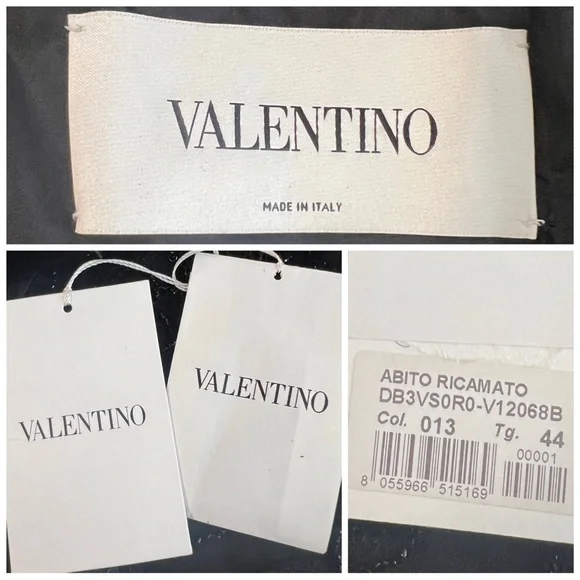 VALENTINO
MADE IN ITALY
VALENTINO
VALENTINO
ABITO RICAMATO
DB3VS0R0-V12068B
Col. 013 Tg. 44
00001
8 055966 515169